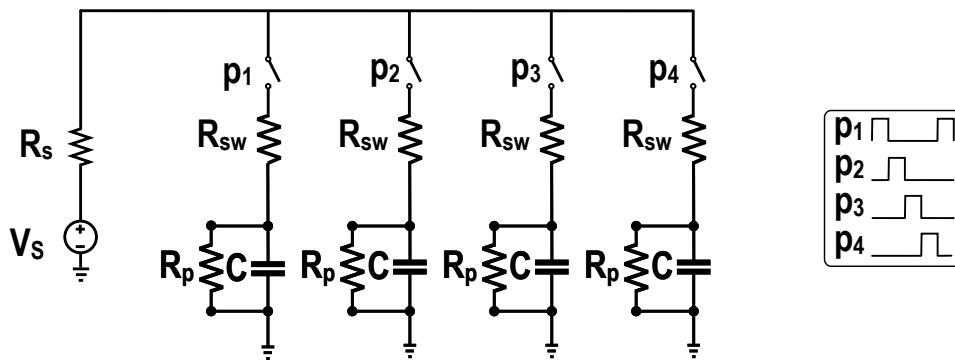 p1 p2 p3 p4
Rs Rsw Rsw Rsw Rsw
Vs + −
Rp C Rp C Rp C Rp C
p1
p2
p3
p4